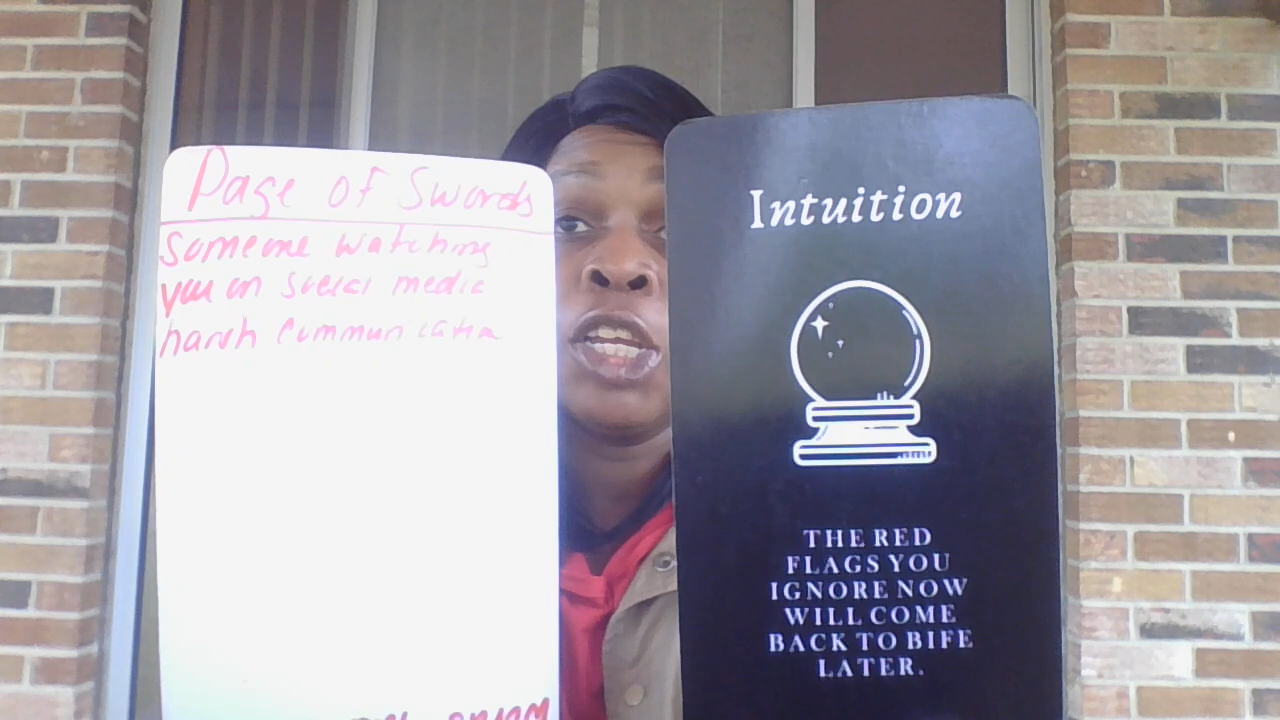 Page of Swords
Someone watching
you on social media
harsh communication
Intuition
THE RED
FLAGS YOU
IGNORE NOW
WILL COME
BACK TO BIFE
LATER.